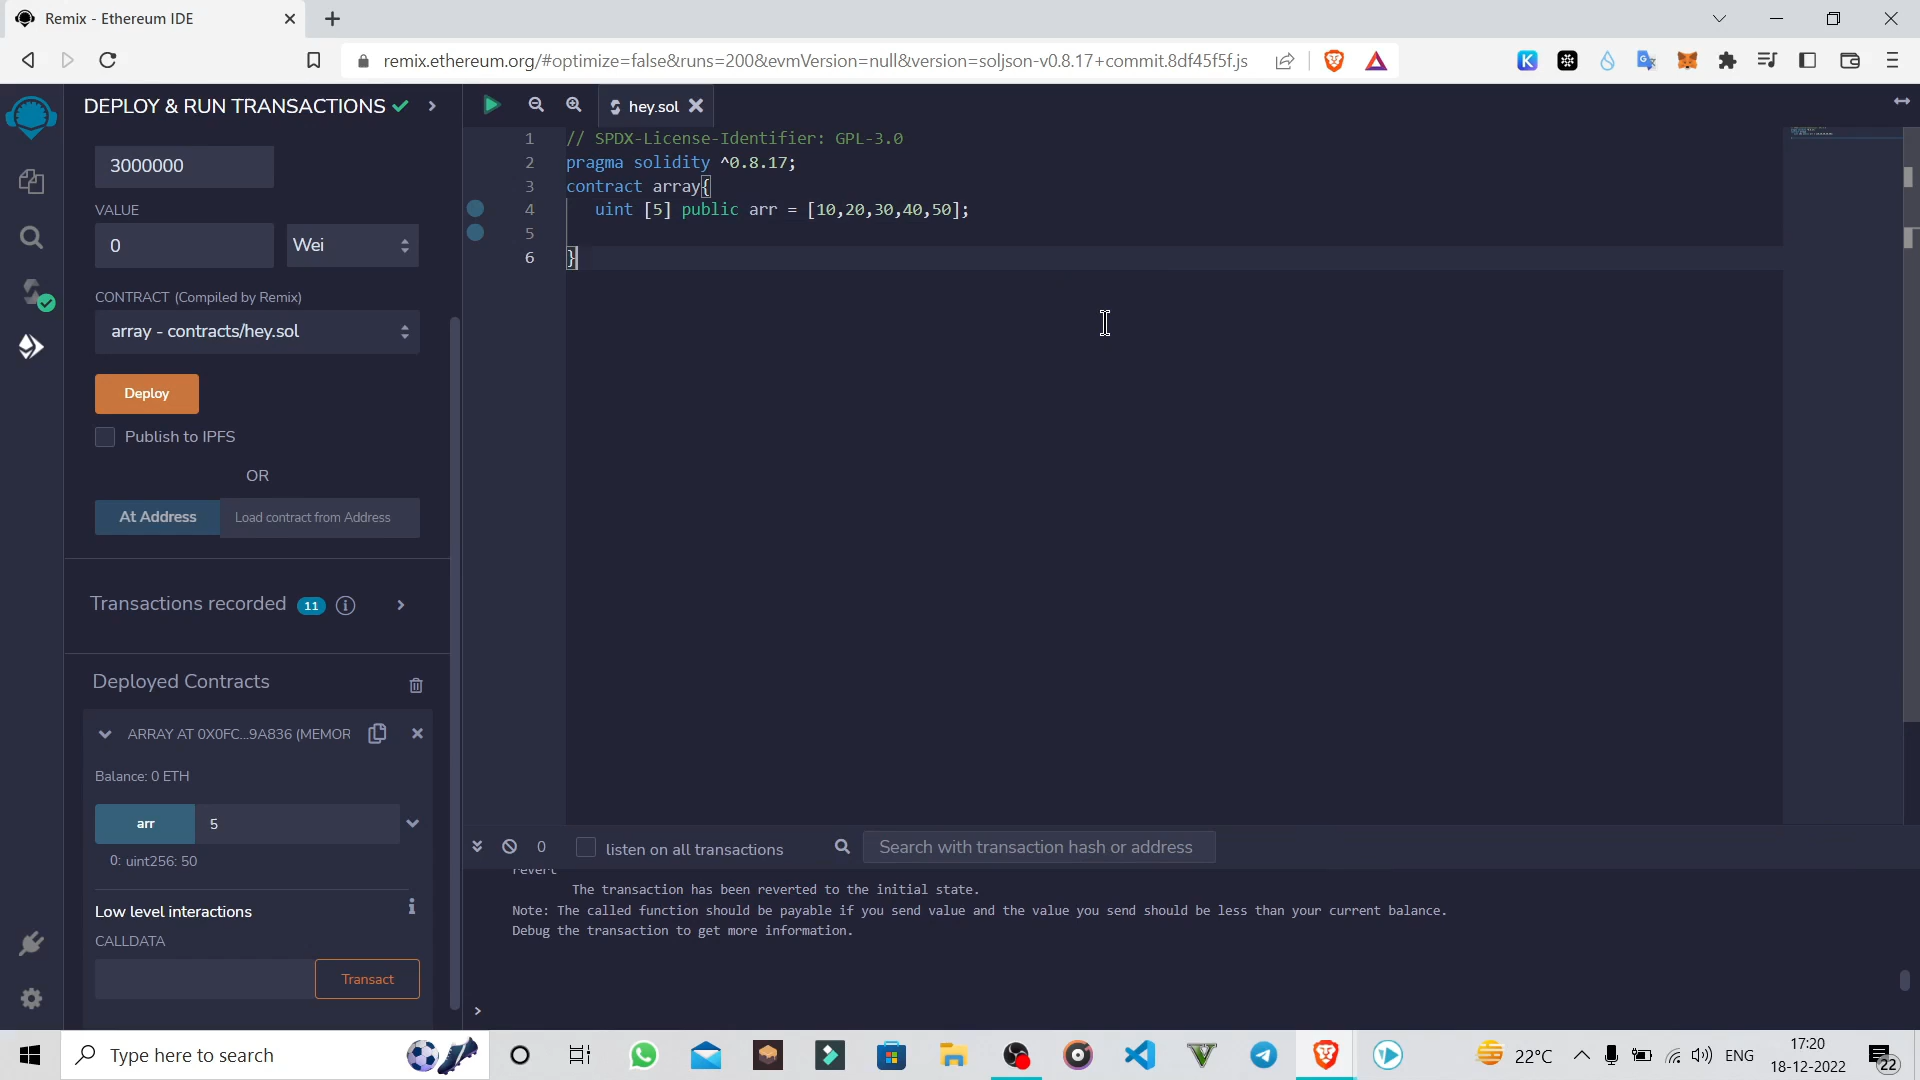 Remix - Ethereum IDE
remix.ethereum.org/#optimize=false&runs=200&evmVersion=null&version=soljson-v0.8.17+commit.8df45f5f.js
DEPLOY & RUN TRANSACTIONS
3000000
VALUE
0
Wei
CONTRACT (Compiled by Remix)
array - contracts/hey.sol
Deploy
Publish to IPFS
OR
At Address
Load contract from Address
Transactions recorded
11
Deployed Contracts
ARRAY AT 0X0FC...9A836 (MEMOR
Balance: 0 ETH
arr
5
0: uint256: 50
Low level interactions
CALLDATA
Transact
hey.sol
1 // SPDX-License-Identifier: GPL-3.0
2 pragma solidity ^0.8.17;
3 contract array{
4 uint [5] public arr = [10,20,30,40,50];
5
6 }
0
listen on all transactions
Search with transaction hash or address
revert
The transaction has been reverted to the initial state.
Note: The called function should be payable if you send value and the value you send should be less than your current balance.
Debug the transaction to get more information.
>
Type here to search
22°C
ENG
17:20
18-12-2022
22